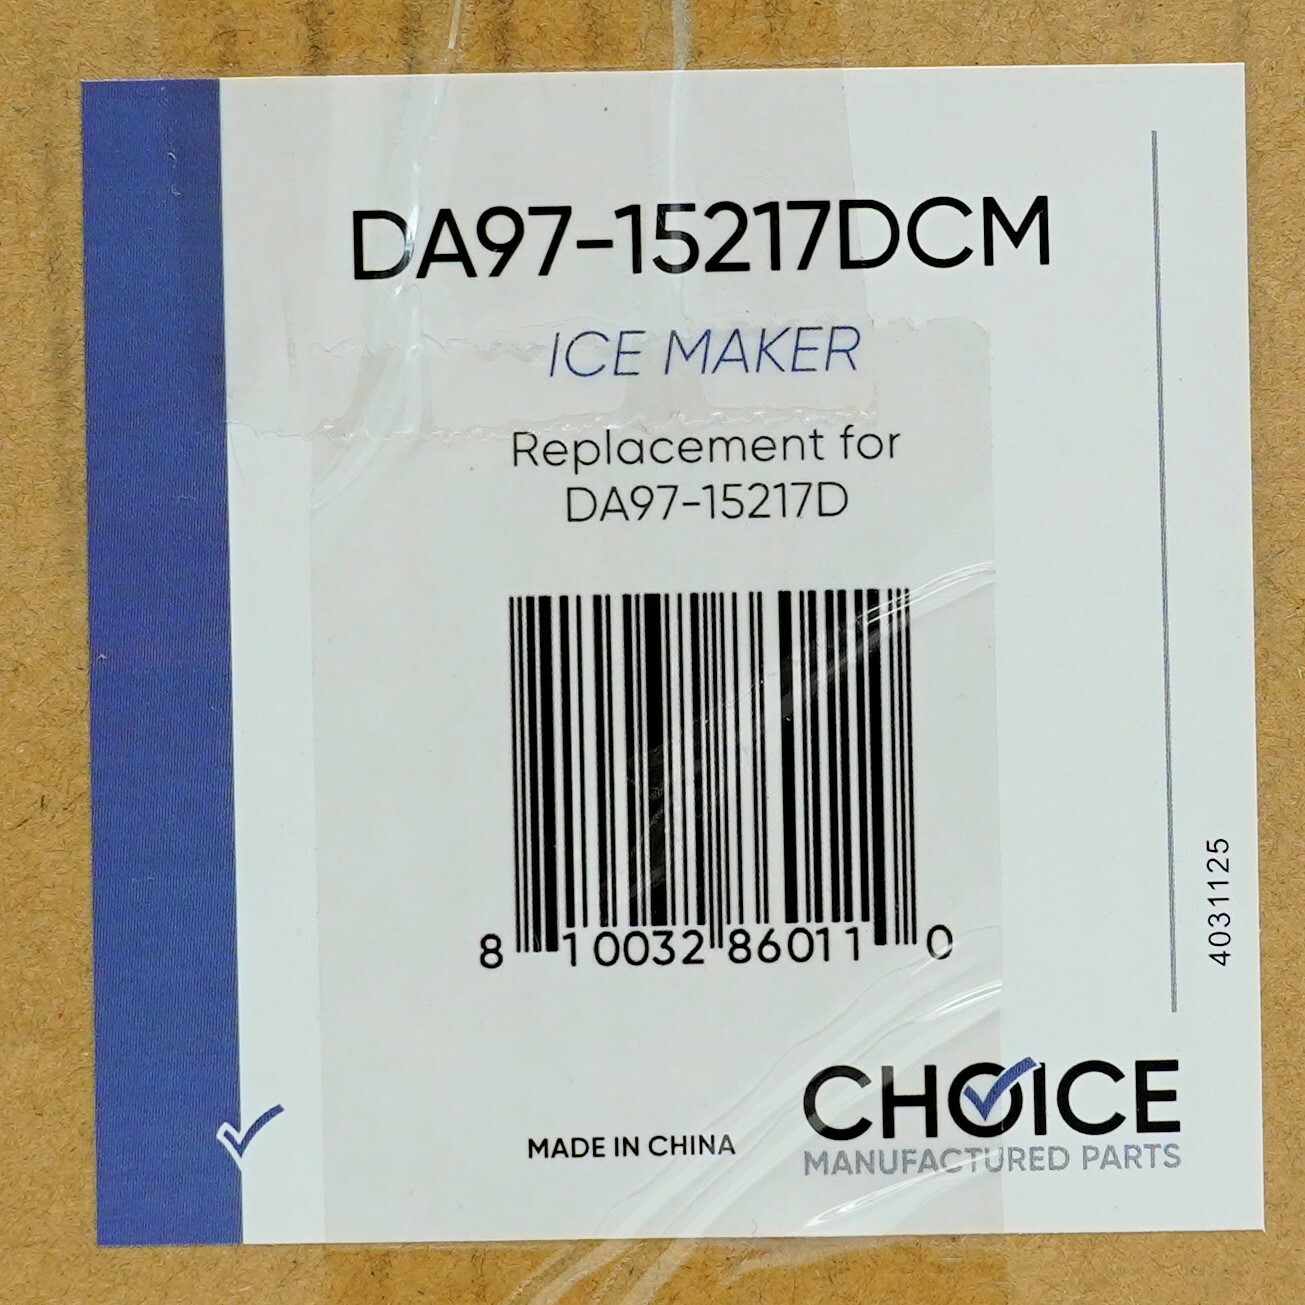 DA97-15217DCM
ICE MAKER
Replacement for
DA97-15217D
8 10032 86011 0
4031125
MADE IN CHINA
CHOICE
MANUFACTURED PARTS